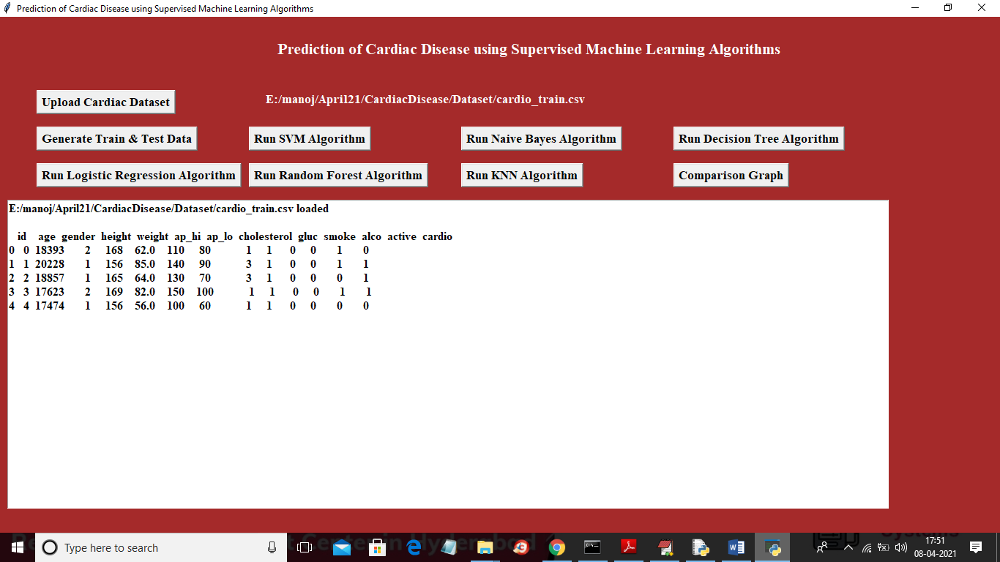 Prediction of Cardiac Disease using Supervised Machine Learning Algorithms
Prediction of Cardiac Disease using Supervised Machine Learning Algorithms
Upload Cardiac Dataset E:/manoj/April21/CardiacDisease/Dataset/cardio_train.csv
Generate Train & Test Data Run SVM Algorithm Run Naive Bayes Algorithm Run Decision Tree Algorithm
Run Logistic Regression Algorithm Run Random Forest Algorithm Run KNN Algorithm Comparison Graph
E:/manoj/April21/CardiacDisease/Dataset/cardio_train.csv loaded
id age gender height weight ap_hi ap_lo cholesterol gluc smoke alco active cardio
0 0 18393 2 168 62.0 110 80 1 1 0 0 1 0
1 1 20228 1 156 85.0 140 90 3 1 0 0 1 1
2 2 18857 1 165 64.0 130 70 3 1 0 0 0 1
3 3 17623 2 169 82.0 150 100 1 1 0 0 1 1
4 4 17474 1 156 56.0 100 60 1 1 0 0 0 0
Type here to search
17:51
08-04-2021